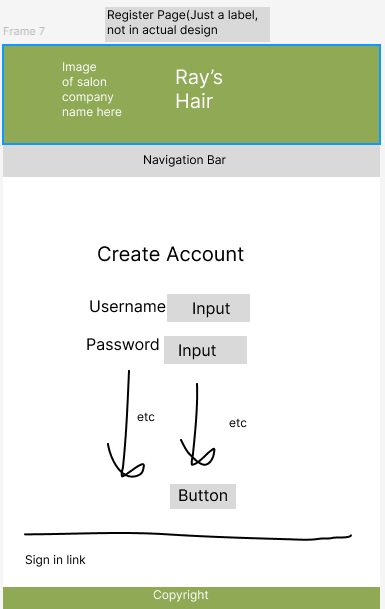 Register Page(Just a label,
not in actual design
Frame 7
Image
of salon
company
name here
Ray's
Hair
Navigation Bar
Create Account
Username Input
Password Input
etc
etc
Button
Sign in link
Copyright